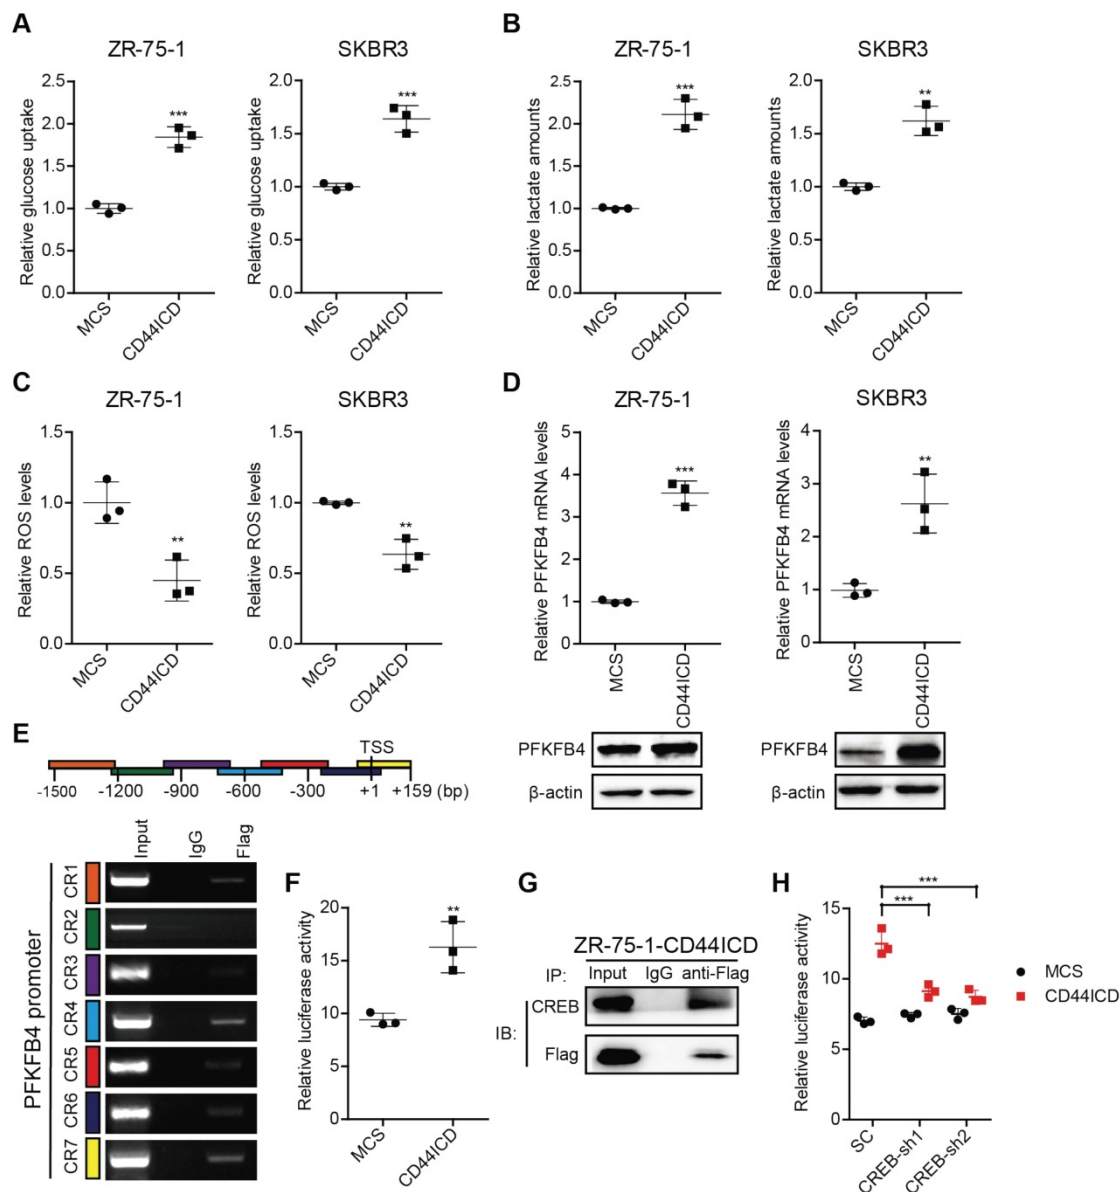 A
ZR-75-1
SKBR3
Relative glucose uptake
2.5
2.0
1.5
1.0
0.5
0.0
***
MCS
CD44ICD
Relative glucose uptake
2.0
1.5
1.0
0.5
0.0
***
MCS
CD44ICD
B
ZR-75-1
SKBR3
Relative lactate amounts
2.5
2.0
1.5
1.0
0.5
0.0
***
MCS
CD44ICD
Relative lactate amounts
2.0
1.5
1.0
0.5
0.0
**
MCS
CD44ICD
C
ZR-75-1
SKBR3
Relative ROS levels
1.5
1.0
0.5
0.0
**
MCS
CD44ICD
Relative ROS levels
1.5
1.0
0.5
0.0
**
MCS
CD44ICD
D
ZR-75-1
SKBR3
Relative PFKFB4 mRNA levels
5
4
3
2
1
0
***
MCS
CD44ICD
PFKFB4
β-actin
Relative PFKFB4 mRNA levels
4
3
2
1
0
**
MCS
CD44ICD
PFKFB4
β-actin
E
TSS
-1500 -1200 -900 -600 -300 +1 +159 (bp)
Input IgG Flag
PFKFB4 promoter
CR1
CR2
CR3
CR4
CR5
CR6
CR7
F
Relative luciferase activity
20
15
10
5
0
**
MCS
CD44ICD
G
ZR-75-1-CD44ICD
IP: Input IgG anti-Flag
IB:
CREB
Flag
H
Relative luciferase activity
15
10
5
0
***
***
SC
CREB-sh1
CREB-sh2
MCS
CD44ICD